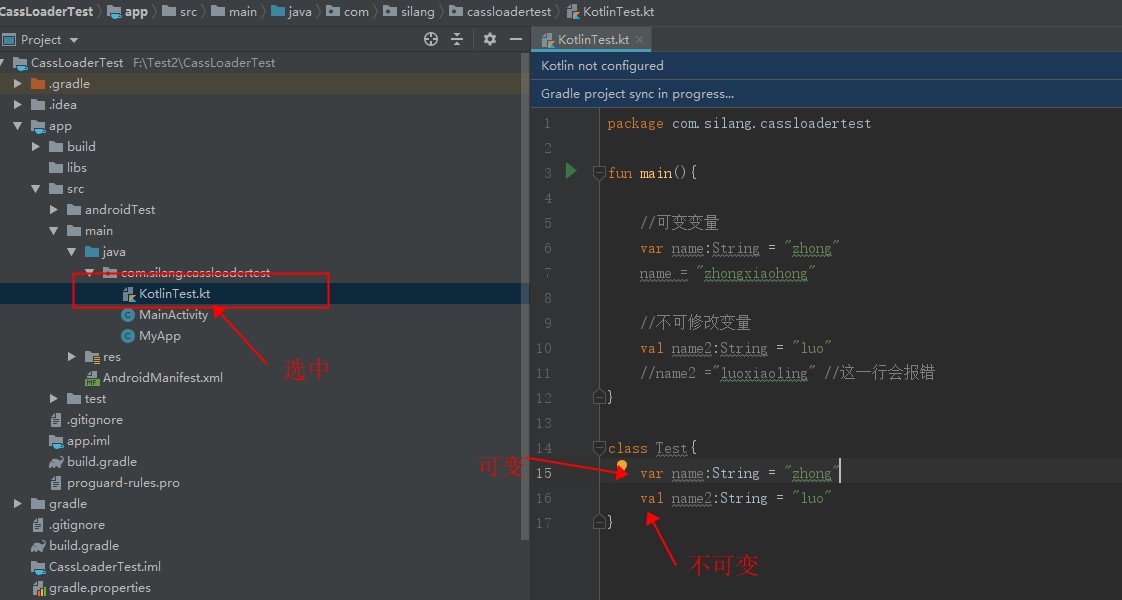 CassLoaderTest app src main java com silang cassloadertest KotlinTest.kt
Project
CassLoaderTest F:\Test2\CassLoaderTest
.gradle
.idea
app
build
libs
src
androidTest
main
java
com.silang.cassloadertest
KotlinTest.kt
MainActivity
MyApp
res
AndroidManifest.xml
test
.gitignore
app.iml
build.gradle
proguard-rules.pro
gradle
.gitignore
build.gradle
CassLoaderTest.iml
gradle.properties
选中
KotlinTest.kt
Kotlin not configured
Gradle project sync in progress...
1 package com.silang.cassloadertest
2
3 fun main(){
4
5 //可变变量
6 var name:String = "zhong"
7 name = "zhongxiaohong"
8
9 //不可修改变量
10 val name2:String = "luo"
11 //name2 ="luoxiaoling" //这一行会报错
12 }
13
14 class Test{
15 var name:String = "zhong"
16 val name2:String = "luo"
17 }
可变
不可变